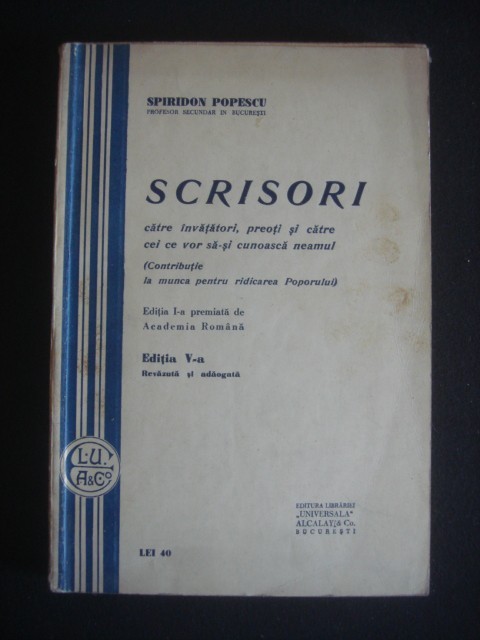 SPIRIDON POPESCU
PROFESOR SECUNDAR IN BUCUREȘTI
SCRISORI
către învățători, preoți și către
cei ce vor să-și cunoască neamul
(Contribuție
la munca pentru ridicarea Poporului)
Ediția I-a premiată de
Academia Română
Ediția V-a
Revăzută și adăogută
L.U.
A&Co.
EDITURA LIBRĂRIEI
„UNIVERSALA“
ALCALAY & Co.
BUCUREȘTI
LEI 40